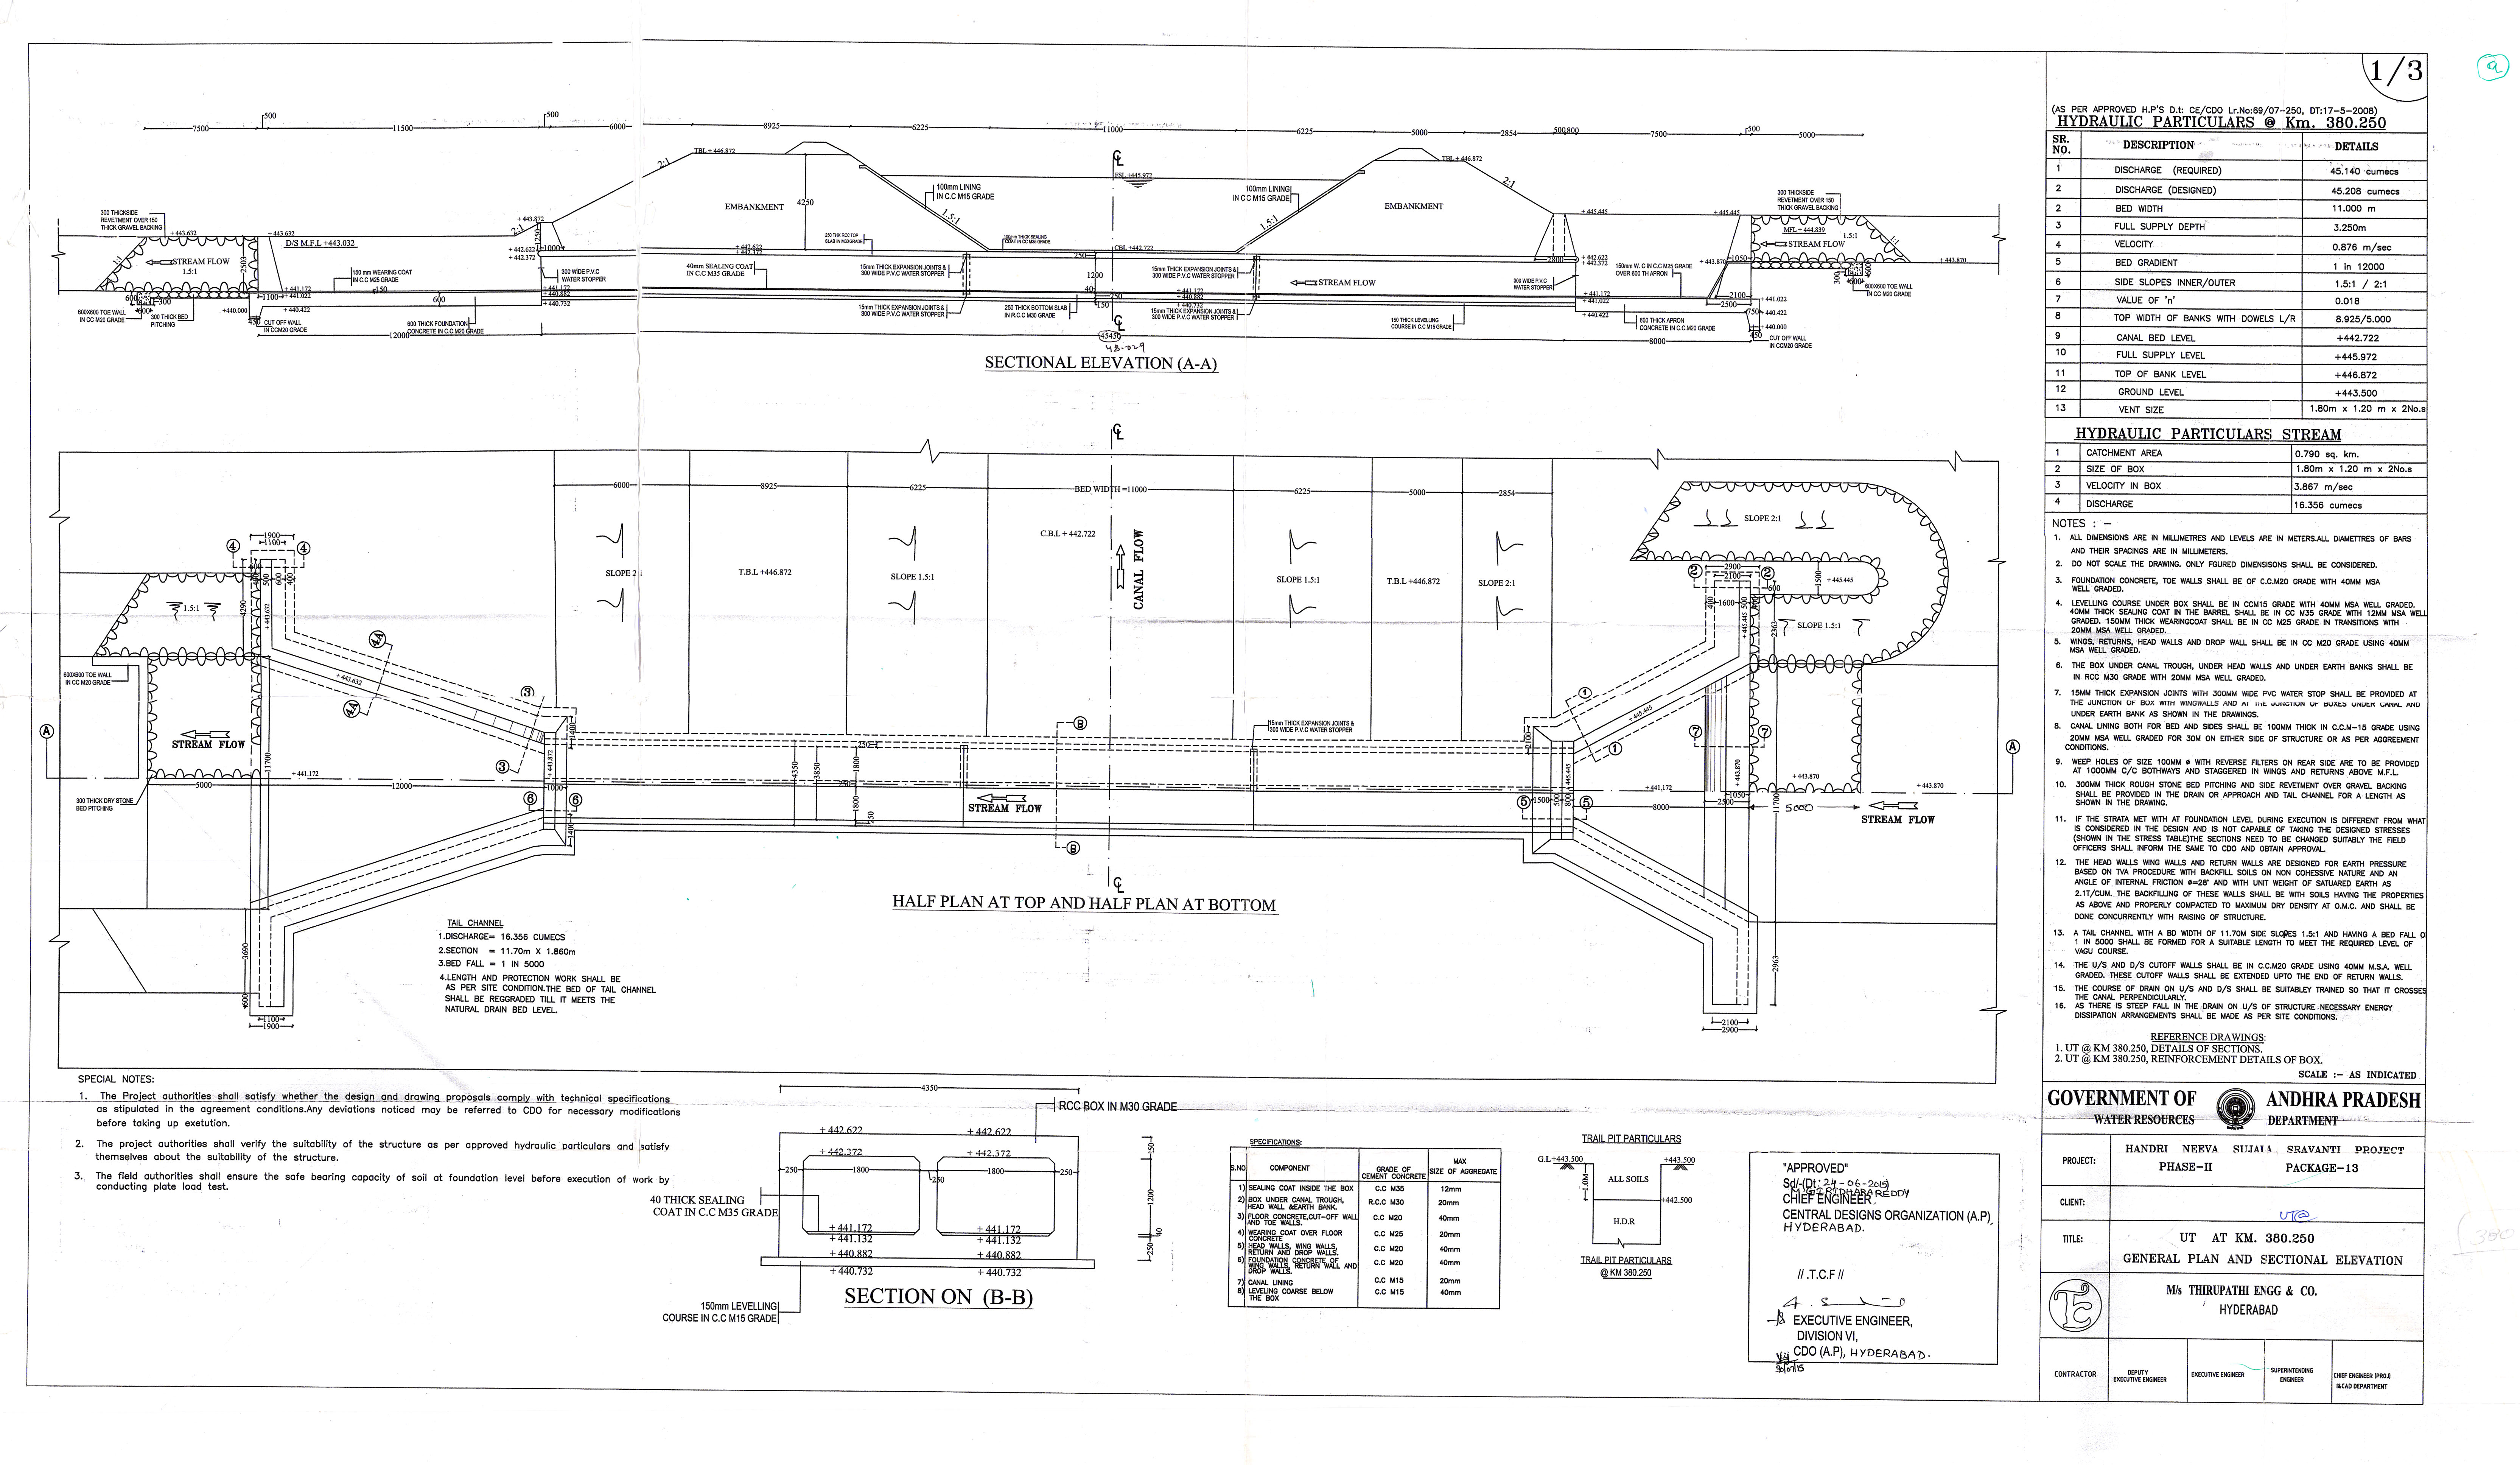 1/3
(AS PER APPROVED H.P'S D.t: CE/CDO Lr.No:69/07-250, DT:17-5-2008)
HYDRAULIC PARTICULARS @ Km. 380.250
SR. NO. DESCRIPTION DETAILS
1 DISCHARGE (REQUIRED) 45.140 cumecs
2 DISCHARGE (DESIGNED) 45.208 cumecs
2 BED WIDTH 11.000 m
3 FULL SUPPLY DEPTH 3.250m
4 VELOCITY 0.876 m/sec
5 BED GRADIENT 1 in 12000
6 SIDE SLOPES INNER/OUTER 1.5:1 / 2:1
7 VALUE OF 'n' 0.018
8 TOP WIDTH OF BANKS WITH DOWELS L/R 8.925/5.000
9 CANAL BED LEVEL +442.722
10 FULL SUPPLY LEVEL +445.972
11 TOP OF BANK LEVEL +446.872
12 GROUND LEVEL +443.500
13 VENT SIZE 1.80m x 1.20 m x 2No.s
HYDRAULIC PARTICULARS STREAM
1 CATCHMENT AREA 0.790 sq. km.
2 SIZE OF BOX 1.80m x 1.20 m x 2No.s
3 VELOCITY IN BOX 3.867 m/sec
4 DISCHARGE 16.356 cumecs
NOTES : -
1. ALL DIMENSIONS ARE IN MILLIMETRES AND LEVELS ARE IN METERS.ALL DIAMETTRES OF BARS
AND THEIR SPACINGS ARE IN MILLIMETERS.
2. DO NOT SCALE THE DRAWING. ONLY FGURED DIMENSISONS SHALL BE CONSIDERED.
3. FOUNDATION CONCRETE, TOE WALLS SHALL BE OF C.C.M20 GRADE WITH 40MM MSA
WELL GRADED.
4. LEVELLING COURSE UNDER BOX SHALL BE IN CCM15 GRADE WITH 40MM MSA WELL GRADED.
40MM THICK SEALING COAT IN THE BARREL SHALL BE IN CC M35 GRADE WITH 12MM MSA WELL
GRADED. 150MM THICK WEARINGCOAT SHALL BE IN CC M25 GRADE IN TRANSITIONS WITH
20MM MSA WELL GRADED.
5. WINGS, RETURNS, HEAD WALLS AND DROP WALL SHALL BE IN CC M20 GRADE USING 40MM
MSA WELL GRADED.
6. THE BOX UNDER CANAL TROUGH, UNDER HEAD WALLS AND UNDER EARTH BANKS SHALL BE
IN RCC M30 GRADE WITH 20MM MSA WELL GRADED.
7. 15MM THICK EXPANSION JOINTS WITH 300MM WIDE PVC WATER STOP SHALL BE PROVIDED AT
THE JUNCTION OF BOX WITH WINGWALLS AND AT THE JUNCTION OF BOXES UNDER CANAL AND
UNDER EARTH BANK AS SHOWN IN THE DRAWINGS.
8. CANAL LINING BOTH FOR BED AND SIDES SHALL BE 100MM THICK IN C.C.M-15 GRADE USING
20MM MSA WELL GRADED FOR 30M ON EITHER SIDE OF STRUCTURE OR AS PER AGGREEMENT
CONDITIONS.
9. WEEP HOLES OF SIZE 100MM ø WITH REVERSE FILTERS ON REAR SIDE ARE TO BE PROVIDED
AT 1000MM C/C BOTHWAYS AND STAGGERED IN WINGS AND RETURNS ABOVE M.F.L.
10. 300MM THICK ROUGH STONE BED PITCHING AND SIDE REVETMENT OVER GRAVEL BACKING
SHALL BE PROVIDED IN THE DRAIN OR APPROACH AND TAIL CHANNEL FOR A LENGTH AS
SHOWN IN THE DRAWING.
11. IF THE STRATA MET WITH AT FOUNDATION LEVEL DURING EXECUTION IS DIFFERENT FROM WHAT
IS CONSIDERED IN THE DESIGN AND IS NOT CAPABLE OF TAKING THE DESIGNED STRESSES
(SHOWN IN THE STRESS TABLE)THE SECTIONS NEED TO BE CHANGED SUITABLY THE FIELD
OFFICERS SHALL INFORM THE SAME TO CDO AND OBTAIN APPROVAL.
12. THE HEAD WALLS WING WALLS AND RETURN WALLS ARE DESIGNED FOR EARTH PRESSURE
BASED ON TVA PROCEDURE WITH BACKFILL SOILS ON NON COHESSIVE NATURE AND AN
ANGLE OF INTERNAL FRICTION ø=28° AND WITH UNIT WEIGHT OF SATUARED EARTH AS
2.1T/CUM. THE BACKFILLING OF THESE WALLS SHALL BE WITH SOILS HAVING THE PROPERTIES
AS ABOVE AND PROPERLY COMPACTED TO MAXIMUM DRY DENSITY AT O.M.C. AND SHALL BE
DONE CONCURRENTLY WITH RAISING OF STRUCTURE.
13. A TAIL CHANNEL WITH A BD WIDTH OF 11.70M SIDE SLOPES 1.5:1 AND HAVING A BED FALL O
1 IN 5000 SHALL BE FORMED FOR A SUITABLE LENGTH TO MEET THE REQUIRED LEVEL OF
VAGU COURSE.
14. THE U/S AND D/S CUTOFF WALLS SHALL BE IN C.C.M20 GRADE USING 40MM M.S.A. WELL
GRADED. THESE CUTOFF WALLS SHALL BE EXTENDED UPTO THE END OF RETURN WALLS.
15. THE COURSE OF DRAIN ON U/S AND D/S SHALL BE SUITABLEY TRAINED SO THAT IT CROSSES
THE CANAL PERPENDICULARLY.
16. AS THERE IS STEEP FALL IN THE DRAIN ON U/S OF STRUCTURE NECESSARY ENERGY
DISSIPATION ARRANGEMENTS SHALL BE MADE AS PER SITE CONDITIONS.
REFERENCE DRAWINGS:
1. UT @ KM 380.250, DETAILS OF SECTIONS.
2. UT @ KM 380.250, REINFORCEMENT DETAILS OF BOX.
SCALE :- AS INDICATED
GOVERNMENT OF ANDHRA PRADESH
WATER RESOURCES DEPARTMENT
PROJECT: HANDRI NEEVA SUJALA SRAVANTI PROJECT
PHASE-II PACKAGE-13
CLIENT:
UT@
TITLE: UT AT KM. 380.250
GENERAL PLAN AND SECTIONAL ELEVATION
M/s THIRUPATHI ENGG & CO.
HYDERABAD
CONTRACTOR
DEPUTY EXECUTIVE ENGINEER
EXECUTIVE ENGINEER
SUPERINTENDING ENGINEER
CHIEF ENGINEER (PROJ)
I&CAD DEPARTMENT
7500 500 11500 500 6000 8925 6225 11000 6225 5000 2854 500 800 7500 500 5000
300 THICKSIDE
REVETMENT OVER 150
THICK GRAVEL BACKING
+443.632
+443.632
D/S M.F.L +443.032
STREAM FLOW
1.5:1
1:1
2503
150 mm WEARING COAT
IN C.C M25 GRADE
600X600 TOE WALL
IN CC M20 GRADE
300 THICK BED
PITCHING
CUT OFF WALL
IN CCM20 GRADE
600 THICK FOUNDATION
CONCRETE IN C.C.M20 GRADE
12000
2:1
TBL +446.872
EMBANKMENT
4250
100mm LINING
IN C.C M15 GRADE
1.5:1
FSL +445.972
CBL +442.722
100mm LINING
IN C.C M15 GRADE
1.5:1
EMBANKMENT
TBL +446.872
2:1
+443.872
+442.622
+442.372
300 WIDE P.V.C
WATER STOPPER
40mm SEALING COAT
IN C.C M35 GRADE
250 THK RCC TOP
SLAB IN M30 GRADE
15mm THICK EXPANSION JOINTS &
300 WIDE P.V.C WATER STOPPER
15mm THICK EXPANSION JOINTS &
300 WIDE P.V.C WATER STOPPER
250 THICK BOTTOM SLAB
IN R.C.C M30 GRADE
15mm THICK EXPANSION JOINTS &
300 WIDE P.V.C WATER STOPPER
15mm THICK EXPANSION JOINTS &
300 WIDE P.V.C WATER STOPPER
STREAM FLOW
150 THICK LEVELLING
COURSE IN C.C M15 GRADE
300 WIDE P.V.C
WATER STOPPER
150mm W. C IN C.C M25 GRADE
OVER 600 TH APRON
600 THICK APRON
CONCRETE IN C.C.M20 GRADE
+445.445
+445.445
300 THICKSIDE
REVETMENT OVER 150
THICK GRAVEL BACKING
MFL +444.839
STREAM FLOW
1.5:1
1:1
+443.870
600X600 TOE WALL
IN CC M20 GRADE
CUT OFF WALL
IN CCM20 GRADE
8000
45450
48.029
SECTIONAL ELEVATION (A-A)
6000 8925 6225 BED WIDTH =11000 6225 5000 2854
C.B.L +442.722
CANAL FLOW
T.B.L +446.872
SLOPE 1.5:1
SLOPE 1.5:1
T.B.L +446.872
SLOPE 2:1
SLOPE 2:1
SLOPE 1.5:1
+445.445
1.5:1
600X600 TOE WALL
IN CC M20 GRADE
STREAM FLOW
300 THICK DRY STONE
BED PITCHING
+441.172
5000 12000
15mm THICK EXPANSION JOINTS &
300 WIDE P.V.C WATER STOPPER
STREAM FLOW
+441.172
8000
5000
+443.870
+443.870
STREAM FLOW
HALF PLAN AT TOP AND HALF PLAN AT BOTTOM
TAIL CHANNEL
1.DISCHARGE= 16.356 CUMECS
2.SECTION = 11.70m X 1.860m
3.BED FALL = 1 IN 5000
4.LENGTH AND PROTECTION WORK SHALL BE
AS PER SITE CONDITION.THE BED OF TAIL CHANNEL
SHALL BE REGGRADED TILL IT MEETS THE
NATURAL DRAIN BED LEVEL.
SPECIAL NOTES:
1. The Project authorities shall satisfy whether the design and drawing proposals comply with technical specifications
as stipulated in the agreement conditions.Any deviations noticed may be referred to CDO for necessary modifications
before taking up exetution.
2. The project authorities shall verify the suitability of the structure as per approved hydraulic particulars and satisfy
themselves about the suitability of the structure.
3. The field authorities shall ensure the safe bearing capacity of soil at foundation level before execution of work by
conducting plate load test.
4350
RCC BOX IN M30 GRADE
+442.622 +442.622
+442.372 +442.372
250 1800 250 1800 250
40 THICK SEALING
COAT IN C.C M35 GRADE
+441.172 +441.172
+441.132 +441.132
+440.882 +440.882
+440.732 +440.732
150mm LEVELLING
COURSE IN C.C M15 GRADE
SECTION ON (B-B)
SPECIFICATIONS:
S.NO COMPONENT GRADE OF CEMENT CONCRETE MAX SIZE OF AGGREGATE
1) SEALING COAT INSIDE THE BOX C.C M35 12mm
2) BOX UNDER CANAL TROUGH, HEAD WALL &EARTH BANK. R.C.C M30 20mm
3) FLOOR CONCRETE,CUT-OFF WALL AND TOE WALLS. C.C M20 40mm
4) WEARING COAT OVER FLOOR CONCRETE C.C M25 20mm
5) HEAD WALLS, WING WALLS, RETURN AND DROP WALLS. C.C M20 40mm
6) FOUNDATION CONCRETE OF WING WALLS, RETURN WALL AND DROP WALLS. C.C M20 40mm
7) CANAL LINING C.C M15 20mm
8) LEVELING COARSE BELOW THE BOX C.C M15 40mm
TRAIL PIT PARTICULARS
G.L+443.500 +443.500
1.0M
ALL SOILS
+442.500
H.D.R
TRAIL PIT PARTICULARS
@ KM 380.250
"APPROVED"
Sd/-(Dt: 24-06-2015)
M. GIRIDHARA REDDY
CHIEF ENGINEER
CENTRAL DESIGNS ORGANIZATION (A.P),
HYDERABAD.
// .T.C.F //
EXECUTIVE ENGINEER,
DIVISION VI,
CDO (A.P), HYDERABAD.
30/07/15